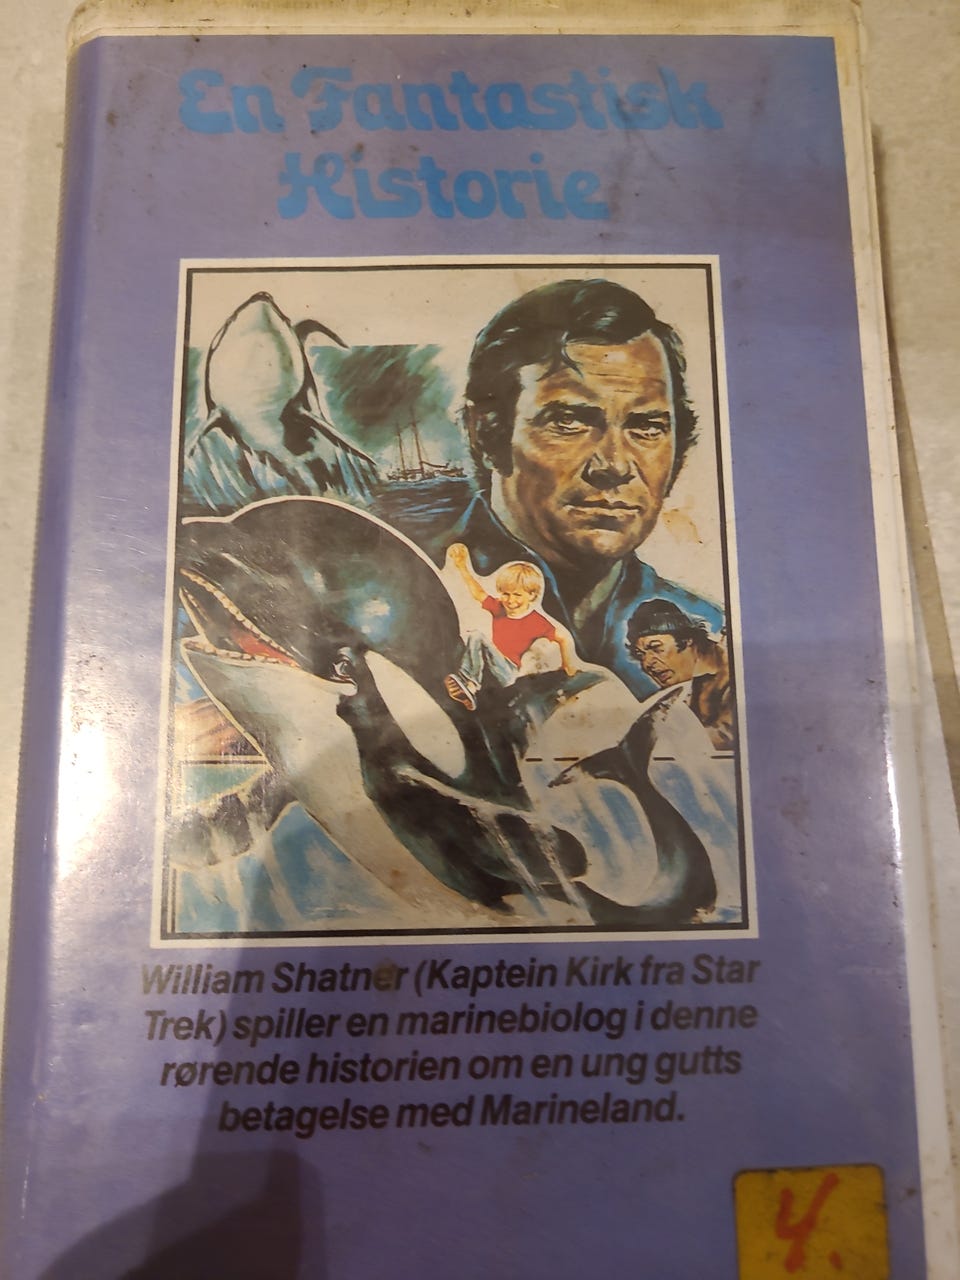 En Fantastisk
Historie
William Shatner (Kaptein Kirk fra Star
Trek) spiller en marinebiolog i denne
rørende historien om en ung gutts
betagelse med Marineland.
4.